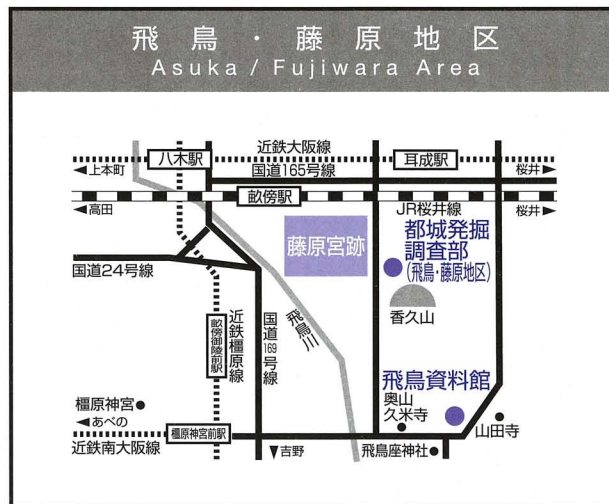 飛鳥・藤原地区
Asuka / Fujiwara Area
近鉄大阪線
八木駅
耳成駅
◀上本町
国道165号線
桜井▶
畝傍駅
◀高田
JR桜井線
桜井▶
藤原宮跡
都城発掘
調査部
(飛鳥・藤原地区)
国道24号線
香久山
飛鳥川
国道169号線
近鉄橿原線
畝傍御陵前駅
飛鳥資料館
橿原神宮●
◀あべの
奥山
久米寺
山田寺
近鉄南大阪線
橿原神宮前駅
▼吉野
飛鳥座神社●